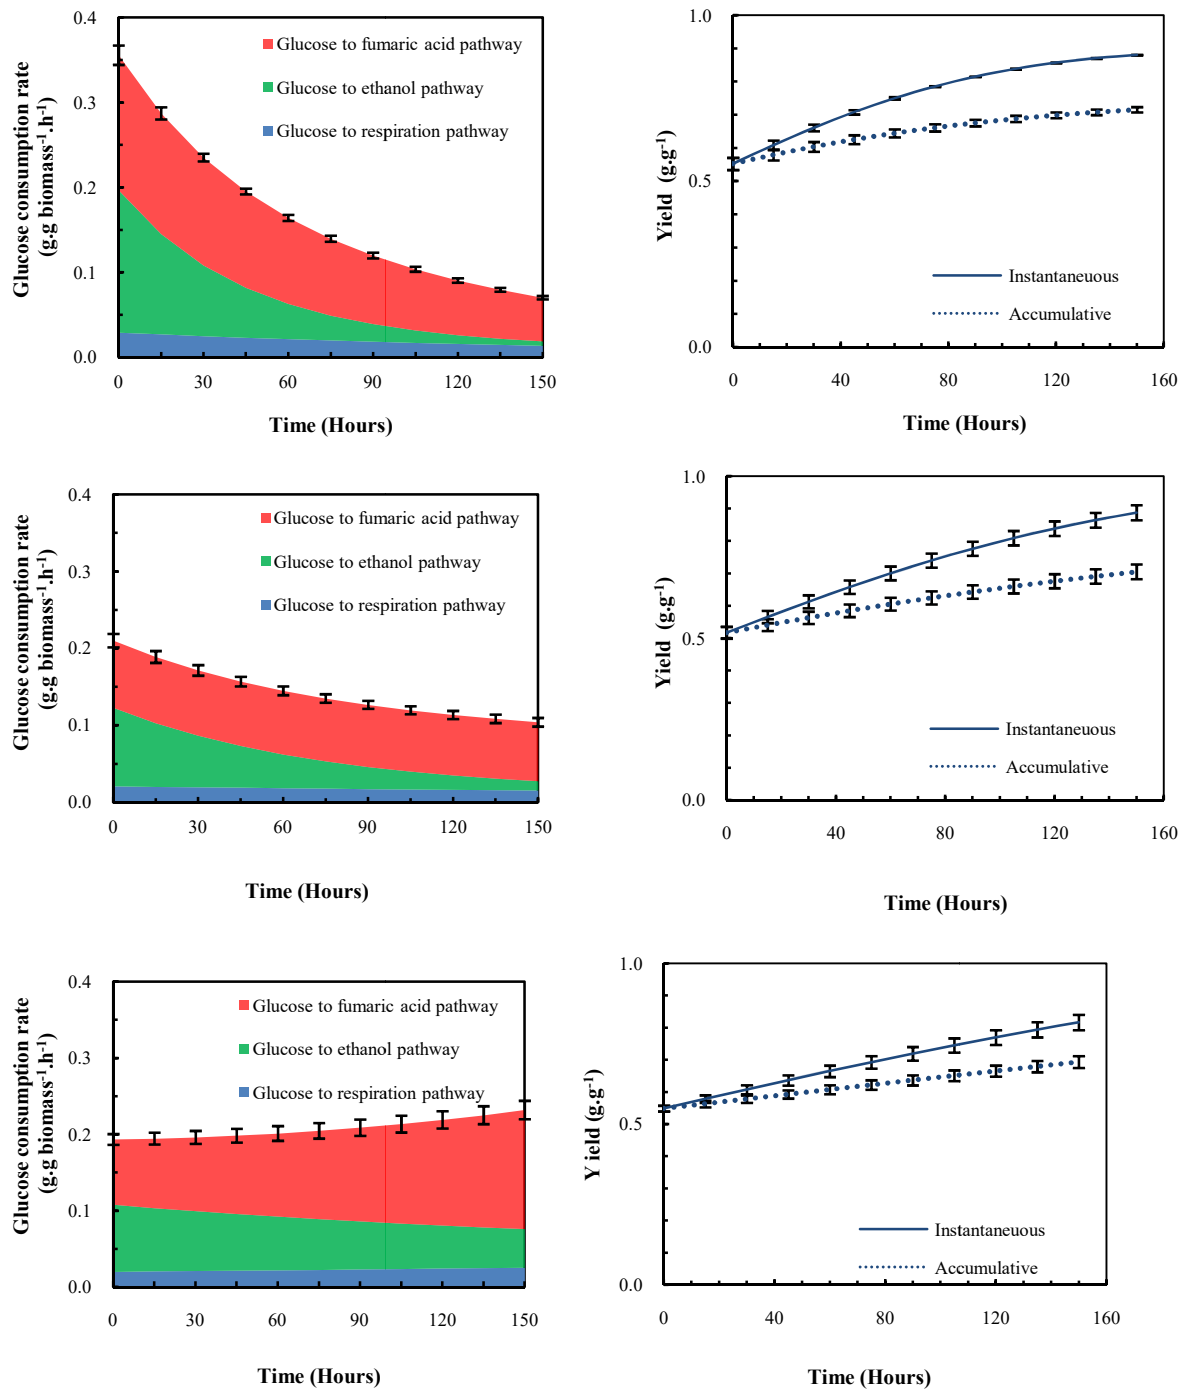 0.4
0.3
0.2
0.1
0.0
Glucose consumption rate
(g.g biomass⁻¹.h⁻¹)
Glucose to fumaric acid pathway
Glucose to ethanol pathway
Glucose to respiration pathway
0 30 60 90 120 150
Time (Hours)
1.0
0.5
0.0
Yield (g.g⁻¹)
Instantaneuous
Accumulative
0 40 80 120 160
Time (Hours)
0.4
0.3
0.2
0.1
0.0
Glucose consumption rate
(g.g biomass⁻¹.h⁻¹)
Glucose to fumaric acid pathway
Glucose to ethanol pathway
Glucose to respiration pathway
0 30 60 90 120 150
Time (Hours)
1.0
0.5
0.0
Yield (g.g⁻¹)
Instantaneuous
Accumulative
0 40 80 120 160
Time (Hours)
0.4
0.3
0.2
0.1
0.0
Glucose consumption rate
(g.g biomass⁻¹.h⁻¹)
Glucose to fumaric acid pathway
Glucose to ethanol pathway
Glucose to respiration pathway
0 30 60 90 120 150
Time (Hours)
1.0
0.5
0.0
Y ield (g.g⁻¹)
Instantaneuous
Accumulative
0 40 80 120 160
Time (Hours)